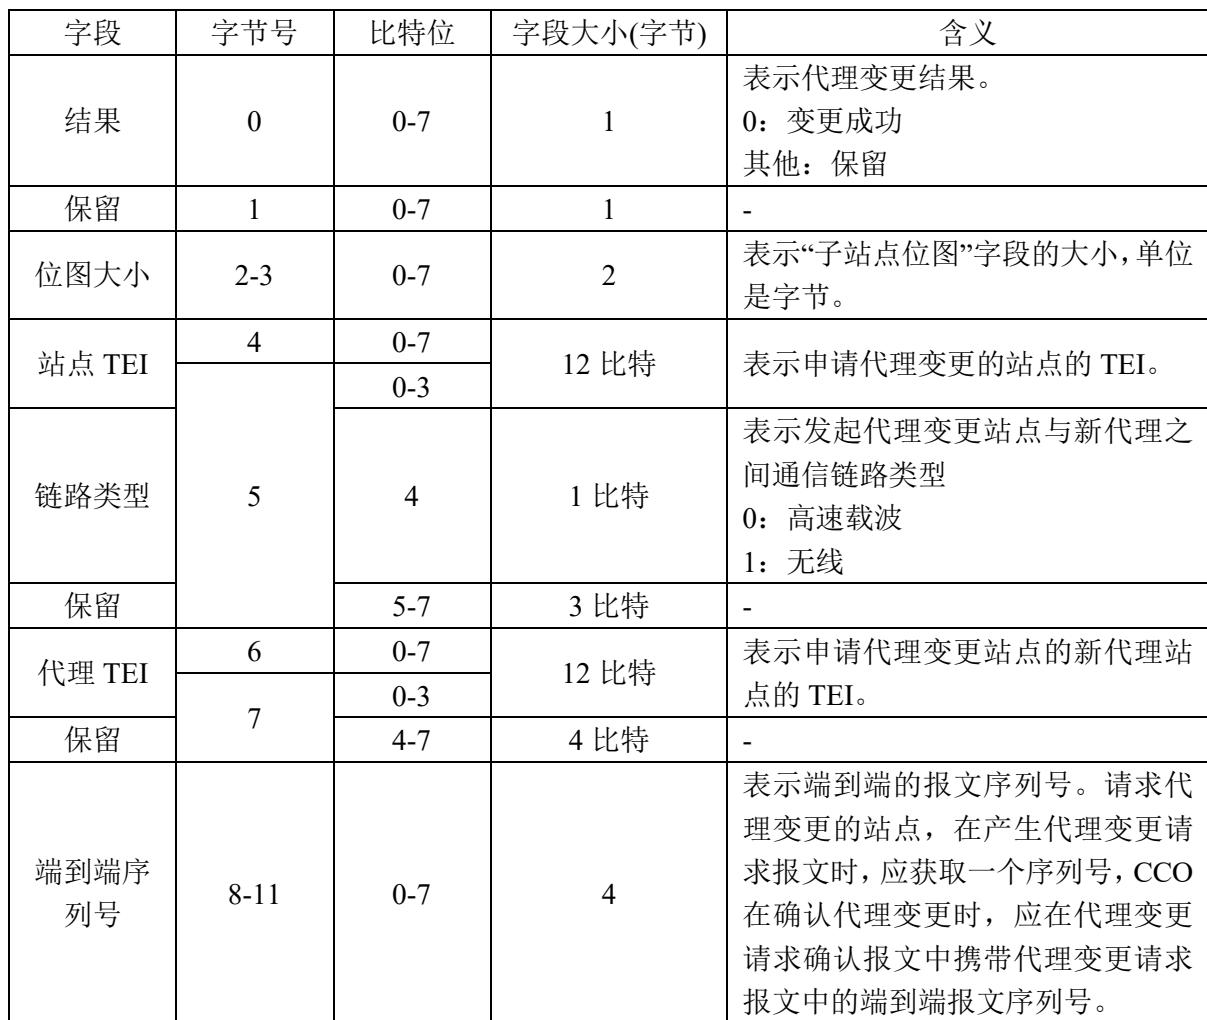 字段 字节号 比特位 字段大小(字节) 含义
表示代理变更结果。
结果 0 0-7 1 0：变更成功
其他：保留
保留 1 0-7 1 -
位图大小 2-3 0-7 2 表示“子站点位图”字段的大小，单位
是字节。
站点 TEI 4 0-7 12 比特 表示申请代理变更的站点的 TEI。
0-3
链路类型 5 4 1 比特 表示发起代理变更站点与新代理之
间通信链路类型
0：高速载波
1：无线
保留 5-7 3 比特 -
代理 TEI 6 0-7 12 比特 表示申请代理变更站点的新代理站
7 0-3 点的 TEI。
保留 4-7 4 比特 -
表示端到端的报文序列号。请求代
理变更的站点，在产生代理变更请
端到端序 求报文时，应获取一个序列号，CCO
列号 8-11 0-7 4 在确认代理变更时，应在代理变更
请求确认报文中携带代理变更请求
报文中的端到端报文序列号。